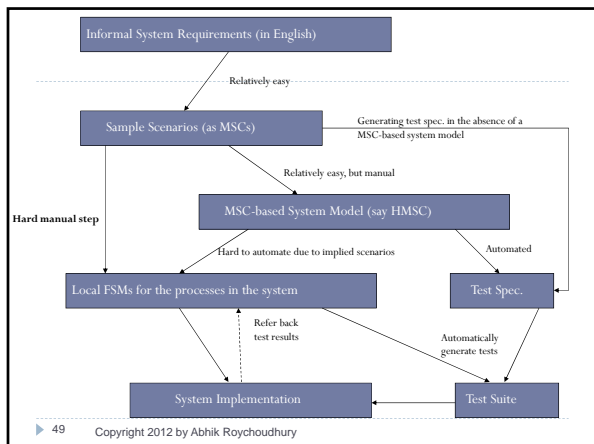 Informal System Requirements (in English)
Relatively easy
Sample Scenarios (as MSCs)
Generating test spec. in the absence of a
MSC-based system model
Relatively easy, but manual
MSC-based System Model (say HMSC)
Hard manual step
Hard to automate due to implied scenarios
Automated
Local FSMs for the processes in the system
Test Spec.
Refer back
test results
Automatically
generate tests
System Implementation
Test Suite
49
Copyright 2012 by Abhik Roychoudhury